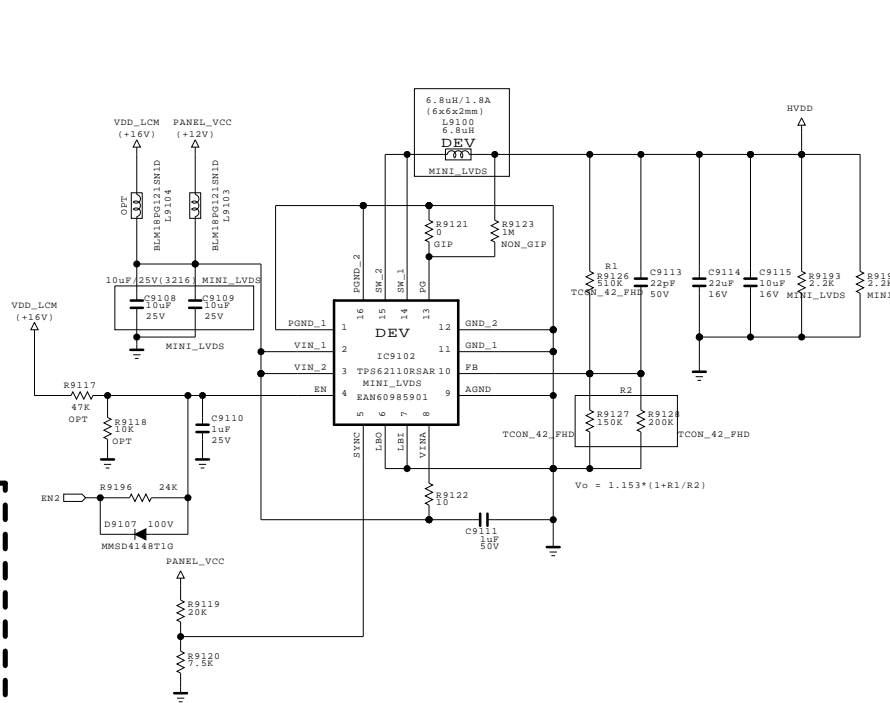 6.8uH/1.8A
(6x6x2mm)
L9100
6.8uH
DEV
MINI_LVDS
HVDD
VDD_LCM
(+16V)
PANEL_VCC
(+12V)
OPT
BLM18PG121SN1D
L9104
BLM18PG121SN1D
L9103
R9121
0
GIP
R9123
1M
NON_GIP
R1
R9126
510K
TCON_42_FHD
C9113
22pF
50V
C9114
22uF
16V
C9115
10uF
16V
R9193
2.2K
MINI_LVDS
2.2K
MINI
10uF/25V(3216) MINI_LVDS
C9108
10uF
25V
C9109
10uF
25V
MINI_LVDS
VDD_LCM
(+16V)
PGND_2
SW_2
SW_1
PG
16
15
14
13
PGND_1
1
VIN_1
2
VIN_2
3
EN
4
DEV
IC9102
TPS62110RSAR
MINI_LVDS
EAN60985901
12
GND_2
11
GND_1
10
FB
9
AGND
5
6
7
8
SYNC
LBO
LBI
VINA
R9117
47K
OPT
R9118
10K
OPT
C9110
1uF
25V
R2
R9127
150K
TCON_42_FHD
R9128
200K
TCON_42_FHD
Vo = 1.153*(1+R1/R2)
EN2
R9196
24K
D9107
100V
MMSD4148T1G
R9122
10
C9111
1uF
50V
PANEL_VCC
R9119
20K
R9120
7.5K